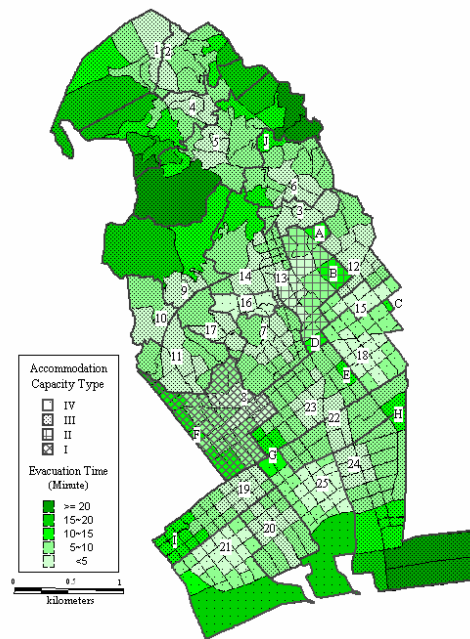 1 2
4
5 J
6
3
A
12
14 13 B
9
16 15 C
10
17 7
D
11 18
E
8
23 H
F 22
G 24
19
25
20
I
21
Accommodation
Capacity Type
IV
III
II
I
Evacuation Time
(Minute)
>= 20
15~20
10~15
5~10
<5
0.0 0.5 1
kilometers